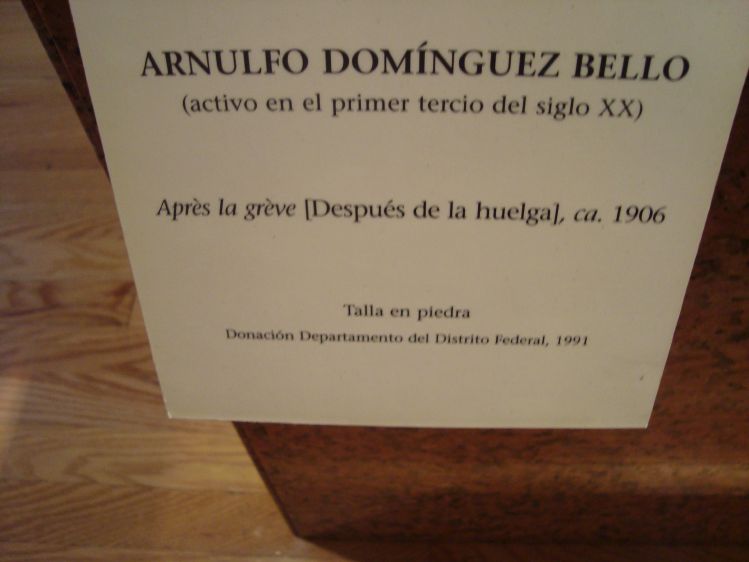 ARNULFO DOMÍNGUEZ BELLO
(activo en el primer tercio del siglo XX)
Après la grève [Después de la huelga], ca. 1906
Talla en piedra
Donación Departamento del Distrito Federal, 1991